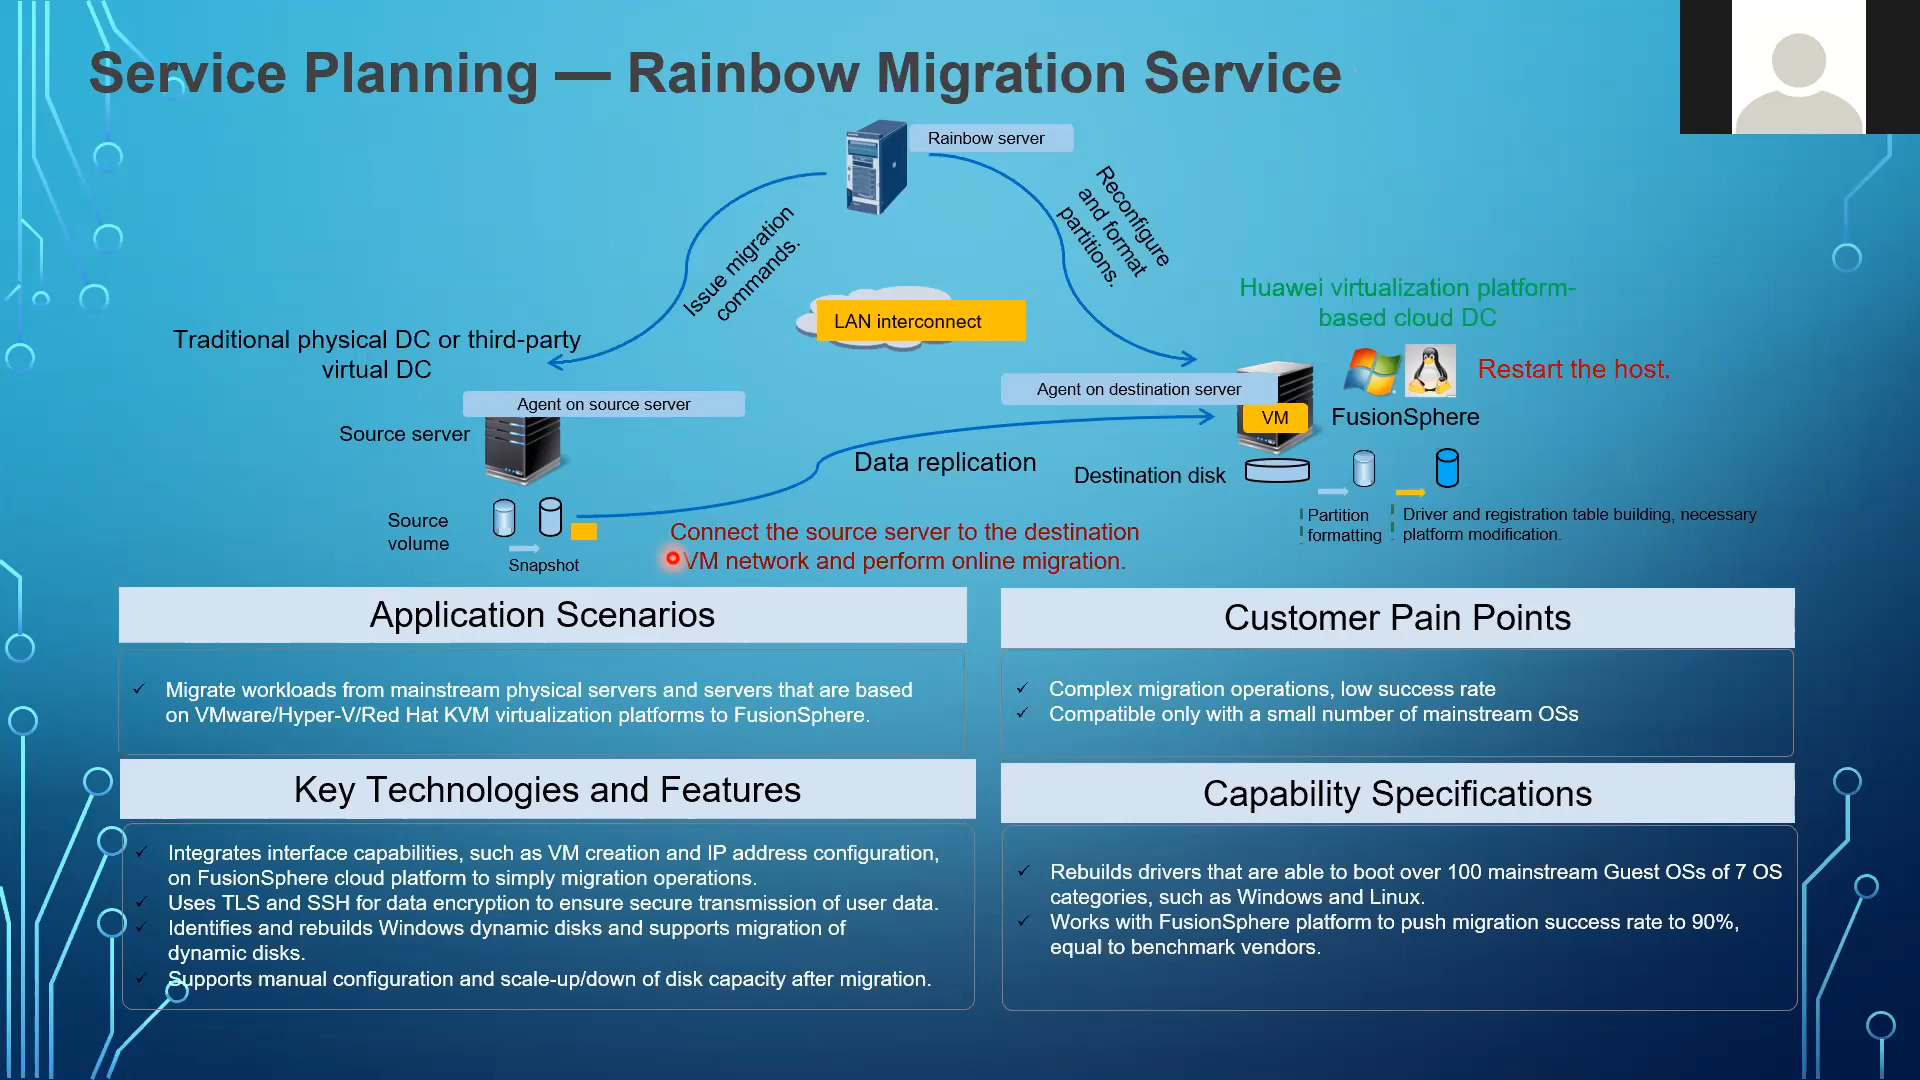 Service Planning — Rainbow Migration Service
Rainbow server
Issue migration
commands.
Reconfigure
and format
partitions.
LAN interconnect
Huawei virtualization platform-
based cloud DC
Traditional physical DC or third-party
virtual DC
Restart the host.
Agent on source server
Agent on destination server
Source server
VM
FusionSphere
Data replication
Destination disk
Source
volume
Snapshot
Partition
formatting
Driver and registration table building, necessary
platform modification.
Connect the source server to the destination
VM network and perform online migration.
Application Scenarios
Migrate workloads from mainstream physical servers and servers that are based
on VMware/Hyper-V/Red Hat KVM virtualization platforms to FusionSphere.
Customer Pain Points
Complex migration operations, low success rate
Compatible only with a small number of mainstream OSs
Key Technologies and Features
Integrates interface capabilities, such as VM creation and IP address configuration,
on FusionSphere cloud platform to simply migration operations.
Uses TLS and SSH for data encryption to ensure secure transmission of user data.
Identifies and rebuilds Windows dynamic disks and supports migration of
dynamic disks.
Supports manual configuration and scale-up/down of disk capacity after migration.
Capability Specifications
Rebuilds drivers that are able to boot over 100 mainstream Guest OSs of 7 OS
categories, such as Windows and Linux.
Works with FusionSphere platform to push migration success rate to 90%,
equal to benchmark vendors.